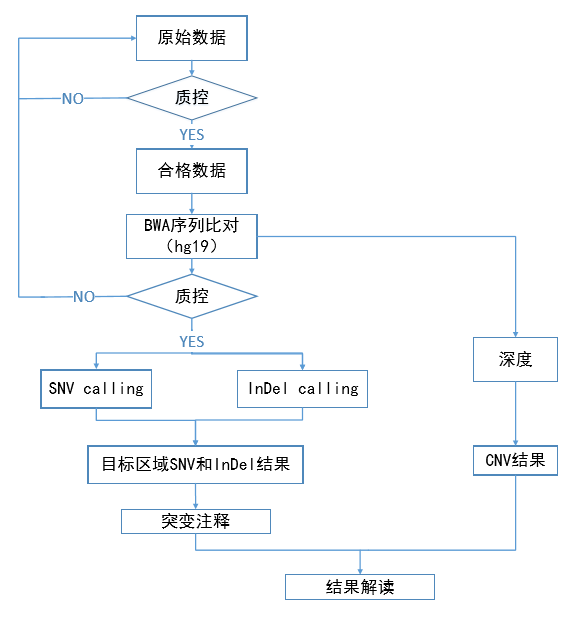 原始数据
质控
NO
YES
合格数据
BWA序列比对
（hg19）
质控
NO
YES
深度
SNV calling
InDel calling
目标区域SNV和InDel结果
CNV结果
突变注释
结果解读